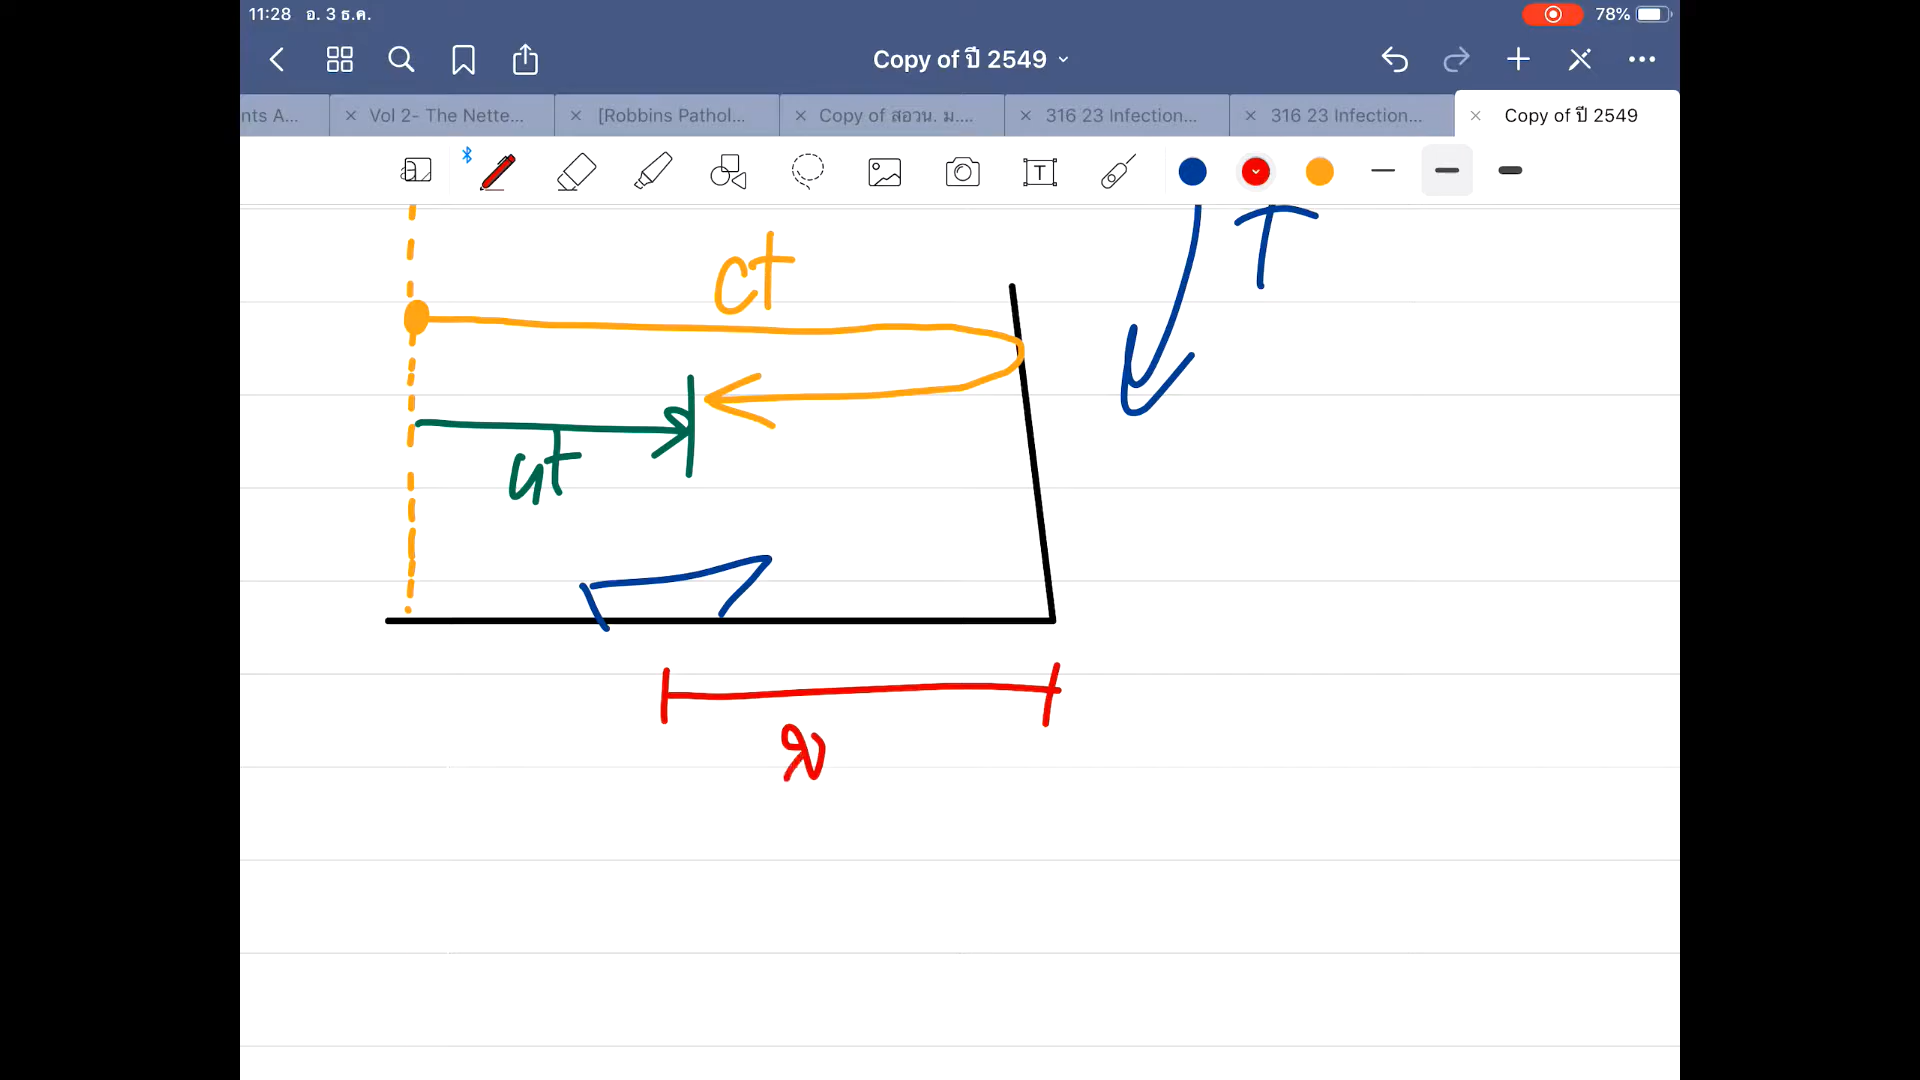 11:28 อ. 3 ธ.ค. 78%
Copy of ปี 2549
nts A... Vol 2- The Nette... [Robbins Pathol... Copy of สอวน. ม.... 316 23 Infection... 316 23 Infection... Copy of ปี 2549
T
ct
ut